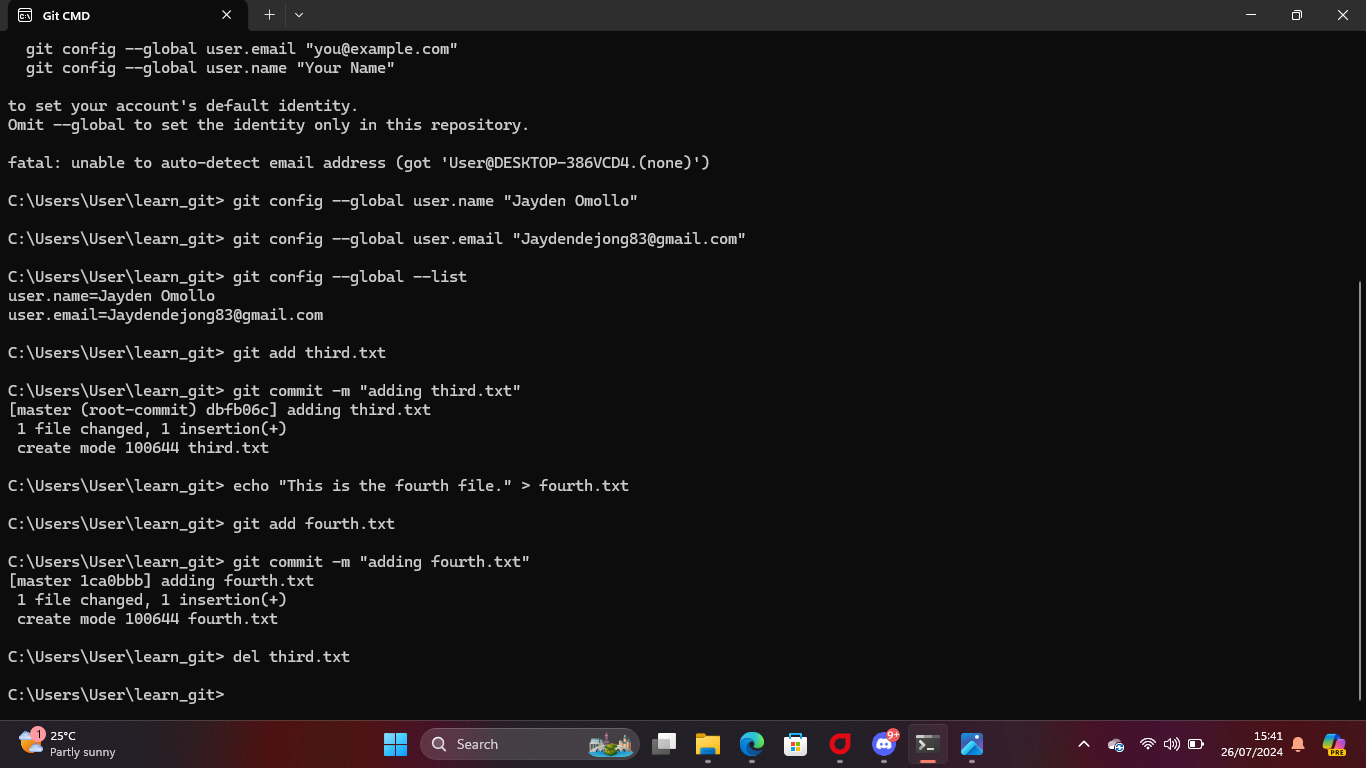 Git CMD
git config --global user.email "you@example.com"
git config --global user.name "Your Name"
to set your account's default identity.
Omit --global to set the identity only in this repository.
fatal: unable to auto-detect email address (got 'User@DESKTOP-386VCD4.(none)')
C:\Users\User\learn_git> git config --global user.name "Jayden Omollo"
C:\Users\User\learn_git> git config --global user.email "Jaydendejong83@gmail.com"
C:\Users\User\learn_git> git config --global --list
user.name=Jayden Omollo
user.email=Jaydendejong83@gmail.com
C:\Users\User\learn_git> git add third.txt
C:\Users\User\learn_git> git commit -m "adding third.txt"
[master (root-commit) dbfb06c] adding third.txt
1 file changed, 1 insertion(+)
create mode 100644 third.txt
C:\Users\User\learn_git> echo "This is the fourth file." > fourth.txt
C:\Users\User\learn_git> git add fourth.txt
C:\Users\User\learn_git> git commit -m "adding fourth.txt"
[master 1ca0bbb] adding fourth.txt
1 file changed, 1 insertion(+)
create mode 100644 fourth.txt
C:\Users\User\learn_git> del third.txt
C:\Users\User\learn_git>
1
25°C
Partly sunny
Search
9+
15:41
26/07/2024
PRE